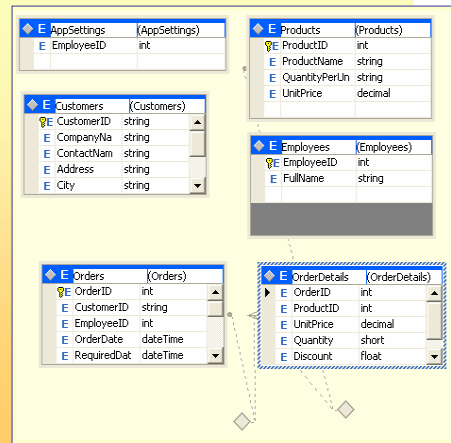 E AppSettings (AppSettings)
E EmployeeID int
E Products (Products)
E ProductID int
E ProductName string
E QuantityPerUn string
E UnitPrice decimal
E Customers (Customers)
E CustomerID string
E CompanyNa string
E ContactNam string
E Address string
E City string
E Employees (Employees)
E EmployeeID int
E FullName string
E Orders (Orders)
E OrderID int
E CustomerID string
E EmployeeID int
E OrderDate dateTime
E RequiredDat dateTime
E OrderDetails (OrderDetails)
E OrderID int
E ProductID int
E UnitPrice decimal
E Quantity short
E Discount float